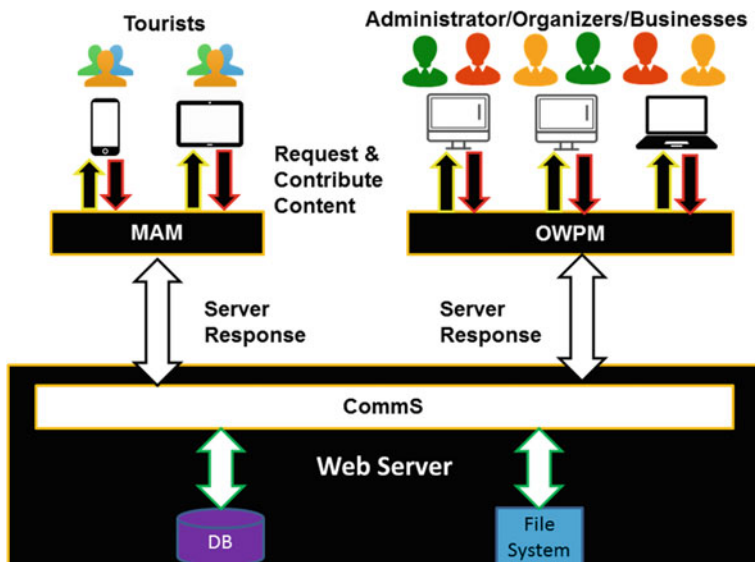 Tourists
Administrator/Organizers/Businesses
Request &
Contribute
Content
MAM
OWPM
Server
Response
Server
Response
CommS
Web Server
DB
File
System